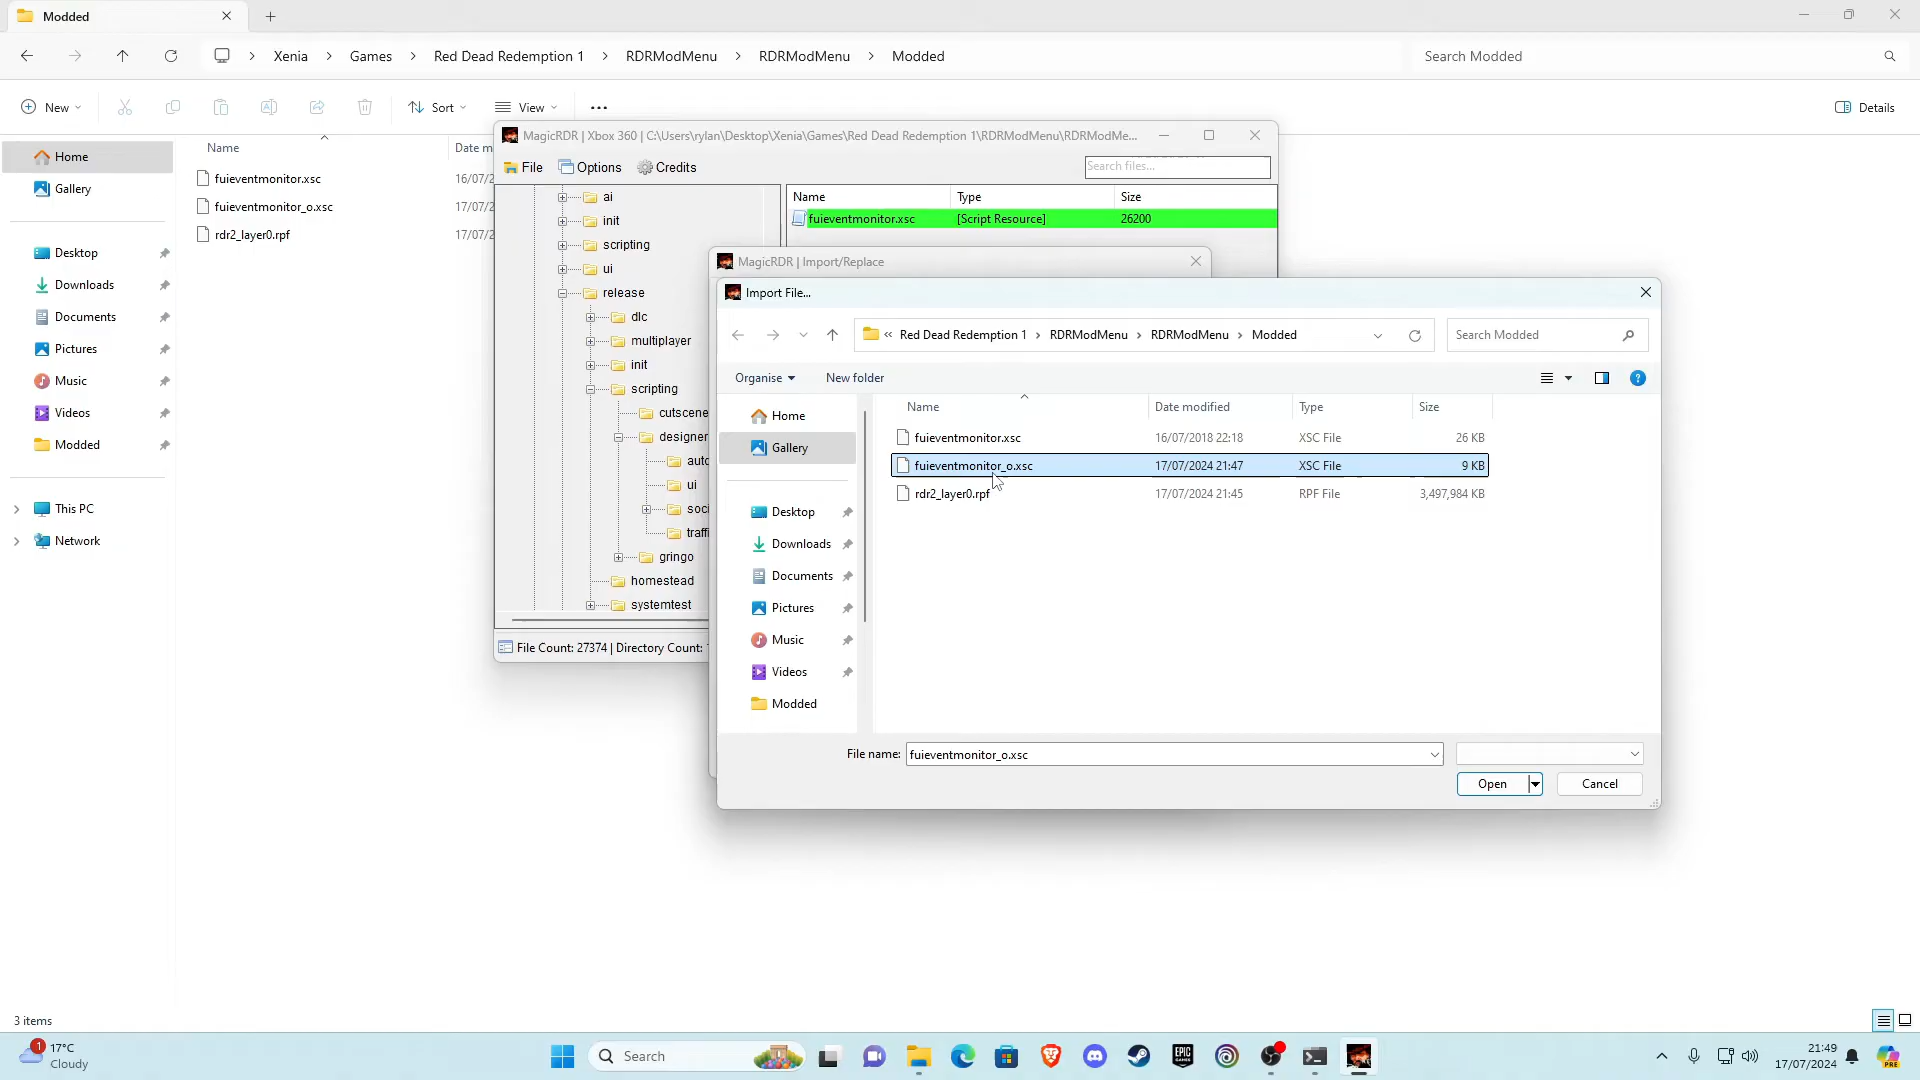 Modded
Xenia > Games > Red Dead Redemption 1 > RDRModMenu > RDRModMenu > Modded
Search Modded
New
Sort
View
Details
Home
Gallery
Desktop
Downloads
Documents
Pictures
Music
Videos
Modded
This PC
Network
Name
Date m
fuieventmonitor.xsc
16/07/2
fuieventmonitor_o.xsc
17/07/2
rdr2_layer0.rpf
17/07/2
MagicRDR | Xbox 360 | C:\Users\rylan\Desktop\Xenia\Games\Red Dead Redemption 1\RDRModMenu\RDRModMe...
File
Options
Credits
Search files...
ai
init
scripting
ui
release
dlc
multiplayer
init
scripting
cutscene
designer
auto
ui
soci
traffi
gringo
homestead
systemtest
Name
Type
Size
fuieventmonitor.xsc
[Script Resource]
26200
File Count: 27374 | Directory Count:
MagicRDR | Import/Replace
Import File...
« Red Dead Redemption 1 > RDRModMenu > RDRModMenu > Modded
Search Modded
Organise
New folder
Home
Gallery
Desktop
Downloads
Documents
Pictures
Music
Videos
Modded
Name
Date modified
Type
Size
fuieventmonitor.xsc
16/07/2018 22:18
XSC File
26 KB
fuieventmonitor_o.xsc
17/07/2024 21:47
XSC File
9 KB
rdr2_layer0.rpf
17/07/2024 21:45
RPF File
3,497,984 KB
File name:
fuieventmonitor_o.xsc
Open
Cancel
3 items
1
17°C
Cloudy
Search
EPIC
GAMES
21:49
17/07/2024
PRE